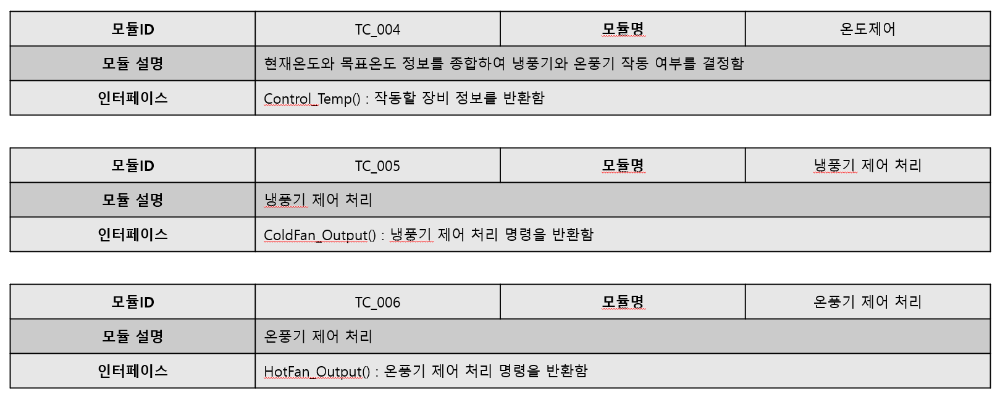 모듈ID TC_004 모듈명 온도제어
모듈 설명 현재온도와 목표온도 정보를 종합하여 냉풍기와 온풍기 작동 여부를 결정함
인터페이스 Control_Temp() : 작동할 장비 정보를 반환함
모듈ID TC_005 모듈명 냉풍기 제어 처리
모듈 설명 냉풍기 제어 처리
인터페이스 ColdFan_Output() : 냉풍기 제어 처리 명령을 반환함
모듈ID TC_006 모듈명 온풍기 제어 처리
모듈 설명 온풍기 제어 처리
인터페이스 HotFan_Output() : 온풍기 제어 처리 명령을 반환함